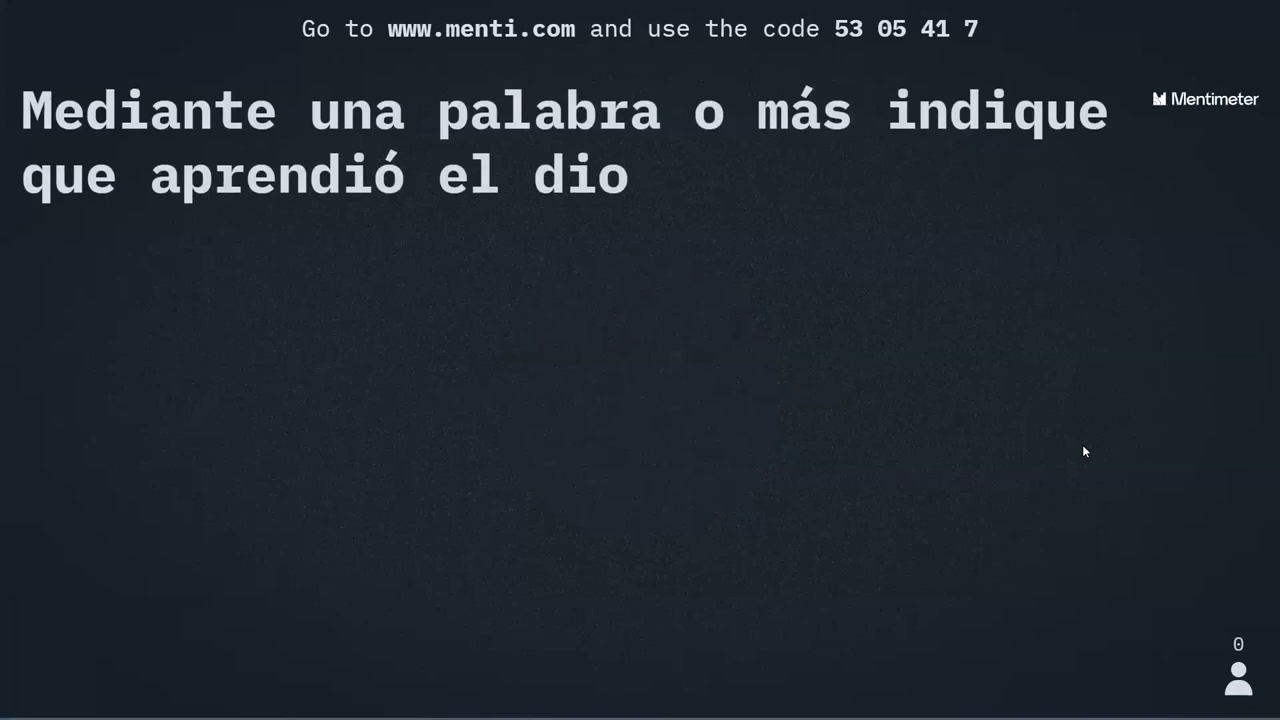 Go to www.menti.com and use the code 53 05 41 7
Mediante una palabra o más indique
que aprendió el dio
Mentimeter
0